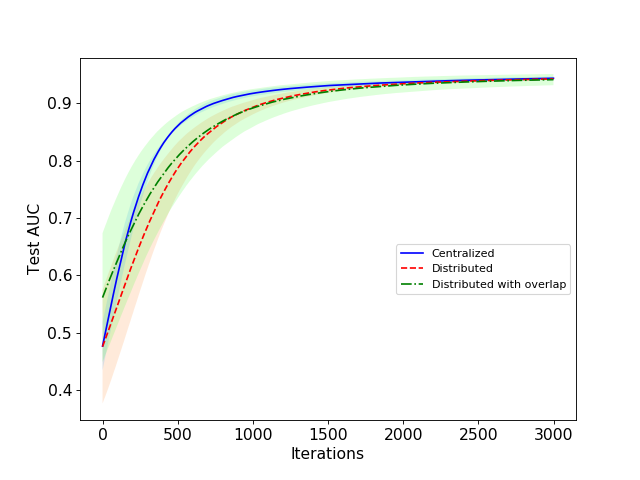 0.9
0.8
0.7
0.6
0.5
0.4
Test AUC
Centralized
Distributed
Distributed with overlap
0 500 1000 1500 2000 2500 3000
Iterations